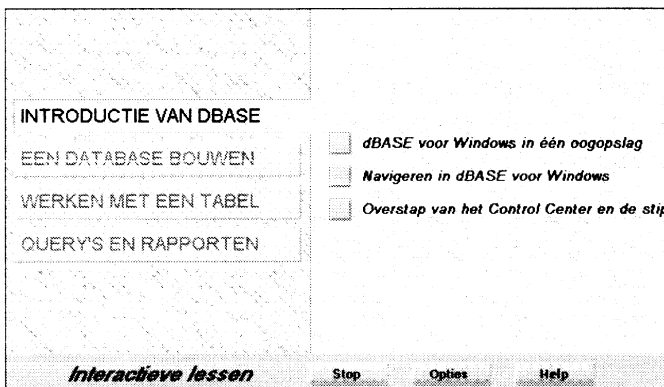 INTRODUCTIE VAN DBASE
EEN DATABASE BOUWEN
WERKEN MET EEN TABEL
QUERY'S EN RAPPORTEN
dBASE voor Windows in één oogopslag
Navigeren in dBASE voor Windows
Overstap van het Control Center en de stip
Interactieve lessen
Stop
Opties
Help